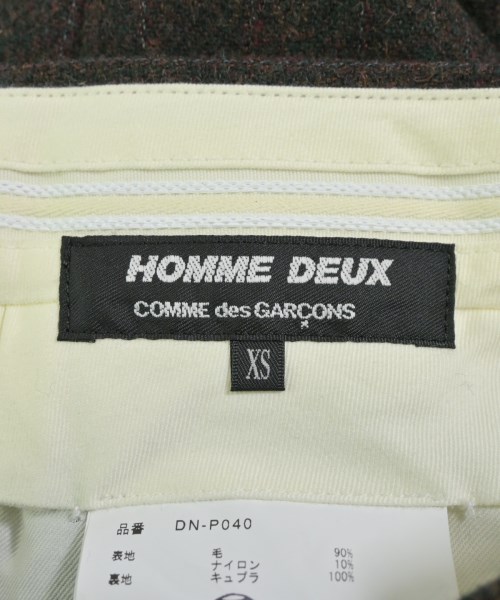 HOMME DEUX
COMME des GARÇONS
XS
品番 DN-P040
表地 毛 90%
ナイロン 10%
裏地 キュプラ 100%